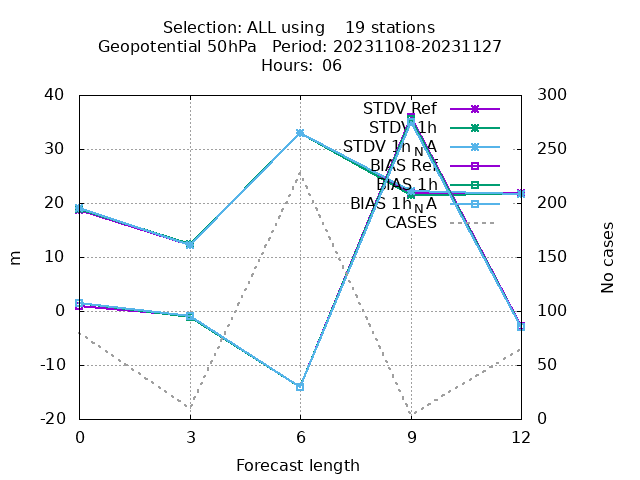 Selection: ALL using    19 stations
Geopotential 50hPa   Period: 20231108-20231127
Hours: 06
STDV Ref
STDV 1h
STDV 1h_NA
BIAS Ref
BIAS 1h
BIAS 1h_NA
CASES
40
30
20
10
0
-10
-20
300
250
200
150
100
50
0
0 3 6 9 12
m
No cases
Forecast length